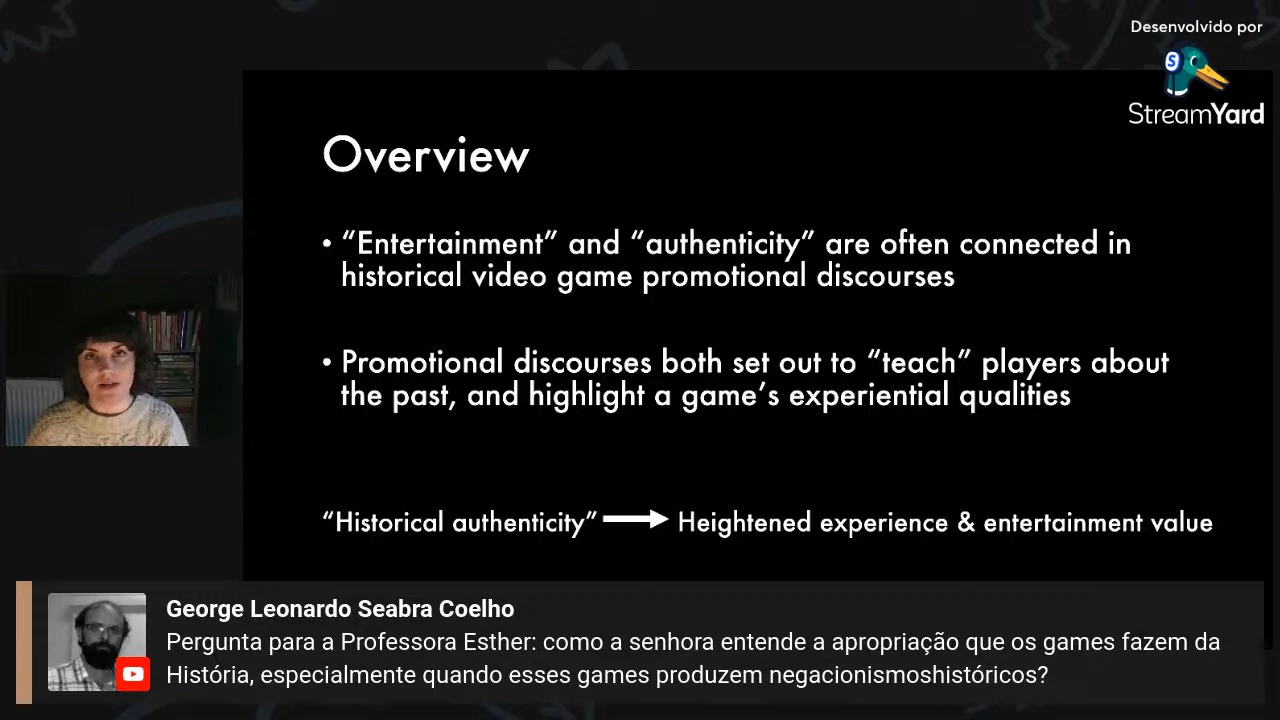 Desenvolvido por
StreamYard
Overview
• “Entertainment” and “authenticity” are often connected in
historical video game promotional discourses
• Promotional discourses both set out to “teach” players about
the past, and highlight a game’s experiential qualities
“Historical authenticity” → Heightened experience & entertainment value
George Leonardo Seabra Coelho
Pergunta para a Professora Esther: como a senhora entende a apropriação que os games fazem da
História, especialmente quando esses games produzem negacionismoshistóricos?